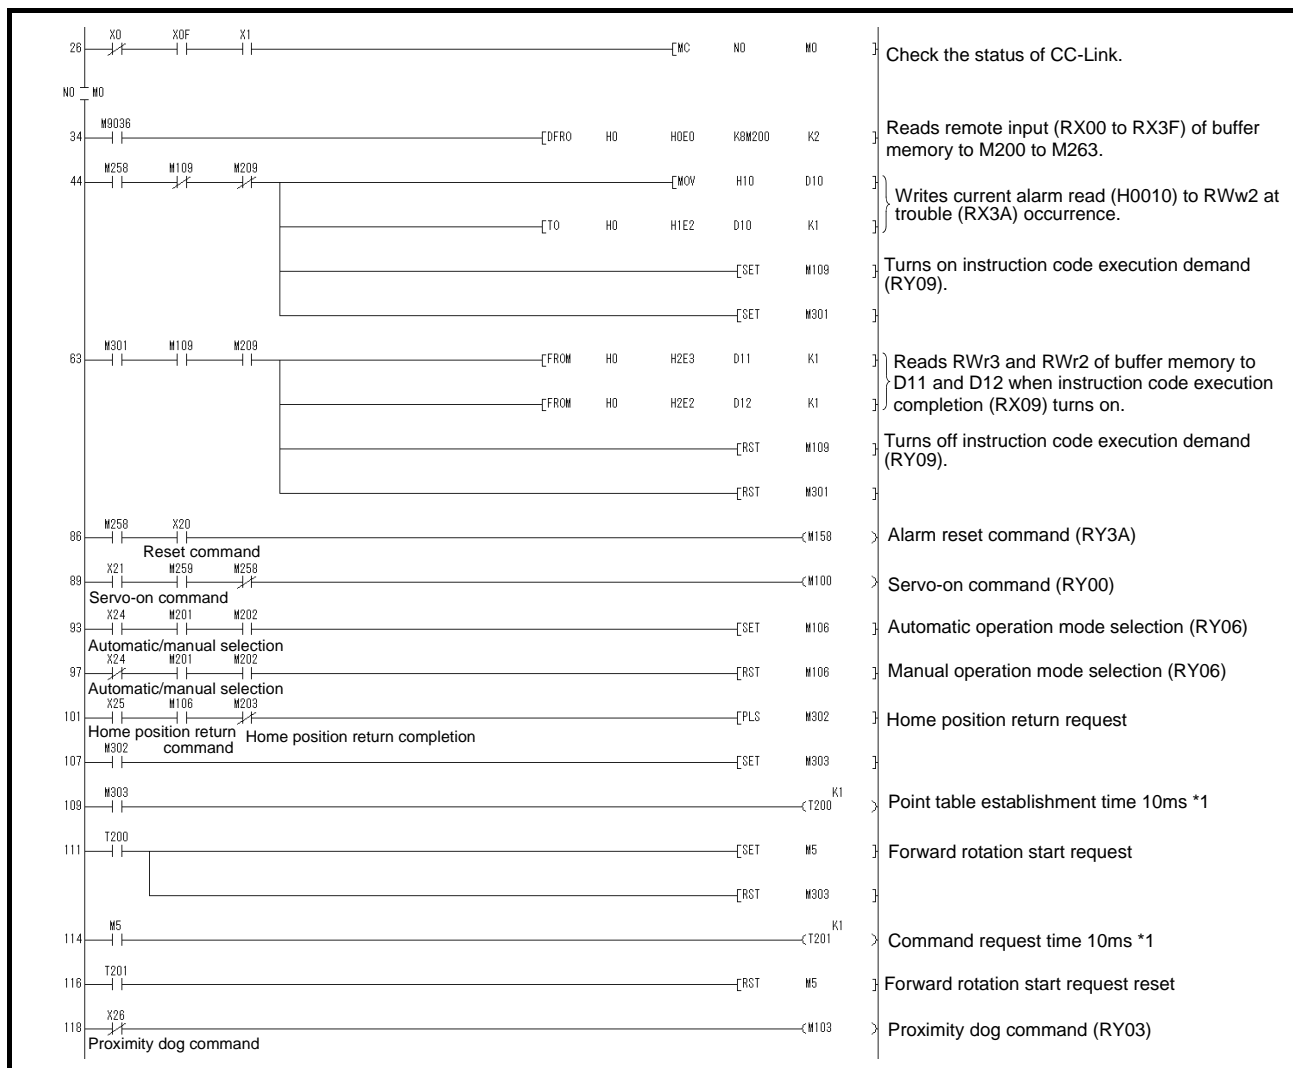 X0 X0F X1
26 [MC N0 M0 ] Check the status of CC-Link.
N0 M0
M9036
34 [DFRO H0 H0E0 K8M200 K2 ] Reads remote input (RX00 to RX3F) of buffer
memory to M200 to M263.
M258 M109 M209
44 [MOV H10 D10 ] Writes current alarm read (H0010) to RWw2 at
trouble (RX3A) occurrence.
[TO H0 H1E2 D10 K1 ]
[SET M109 ] Turns on instruction code execution demand
(RY09).
[SET M301 ]
M301 M109 M209
63 [FROM H0 H2E3 D11 K1 ] Reads RWr3 and RWr2 of buffer memory to
D11 and D12 when instruction code execution
[FROM H0 H2E2 D12 K1 ] completion (RX09) turns on.
[RST M109 ] Turns off instruction code execution demand
(RY09).
[RST M301 ]
M258 X20
86 (M158 ) Alarm reset command (RY3A)
Reset command
X21 M259 M258
89 (M100 ) Servo-on command (RY00)
Servo-on command
X24 M201 M202
93 [SET M106 ] Automatic operation mode selection (RY06)
Automatic/manual selection
X24 M201 M202
97 [RST M106 ] Manual operation mode selection (RY06)
Automatic/manual selection
X25 M106 M203
101 [PLS M302 ] Home position return request
Home position return command Home position return completion
M302
107 [SET M303 ]
M303 K1
109 (T200 ) Point table establishment time 10ms *1
T200
111 [SET M5 ] Forward rotation start request
[RST M303 ]
M5 K1
114 (T201 ) Command request time 10ms *1
T201
116 [RST M5 ] Forward rotation start request reset
X26
118 (M103 ) Proximity dog command (RY03)
Proximity dog command